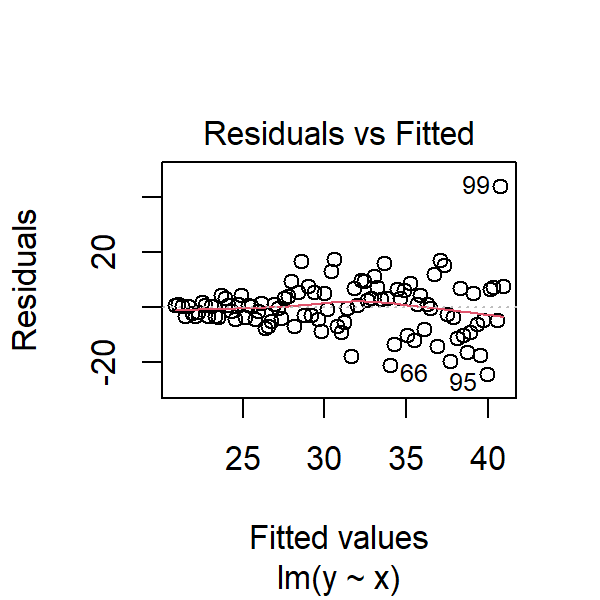 Residuals vs Fitted
Residuals
20
-20
99
66
95
25 30 35 40
Fitted values
lm(y ~ x)